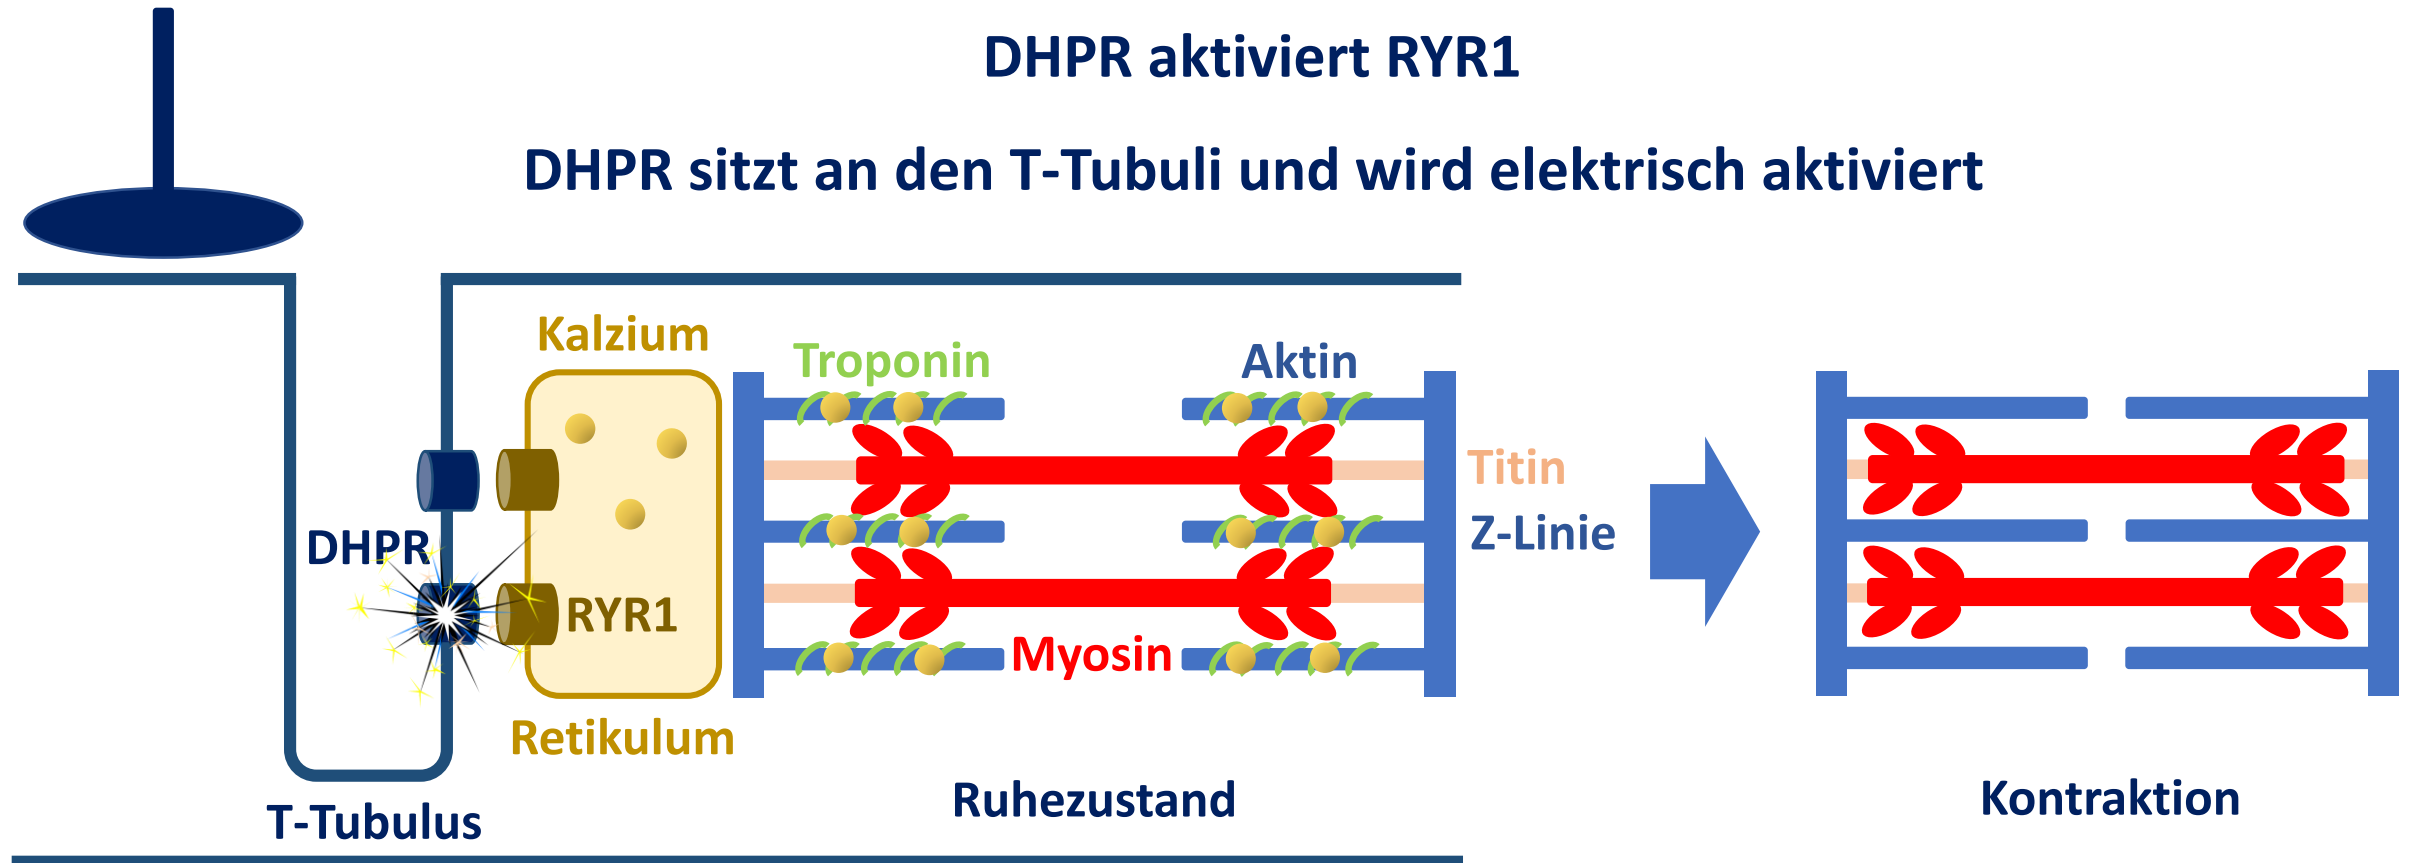 DHPR aktiviert RYR1
DHPR sitzt an den T-Tubuli und wird elektrisch aktiviert
Kalzium
Troponin
Aktin
Titin
Z-Linie
DHPR
RYR1
Myosin
Retikulum
T-Tubulus
Ruhezustand
Kontraktion